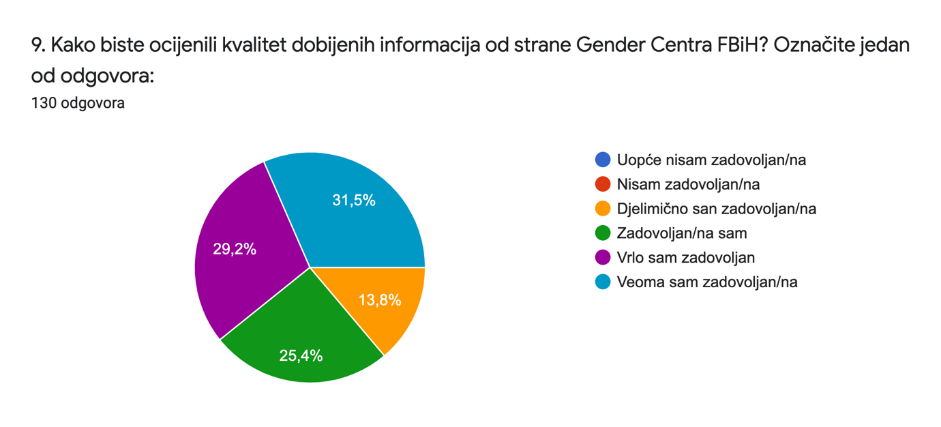 9. Kako biste ocijenili kvalitet dobijenih informacija od strane Gender Centra FBiH? Označite jedan
od odgovora:
130 odgovora
31,5%
29,2%
13,8%
25,4%
Uopće nisam zadovoljan/na
Nisam zadovoljan/na
Djelimično san zadovoljan/na
Zadovoljan/na sam
Vrlo sam zadovoljan
Veoma sam zadovoljan/na